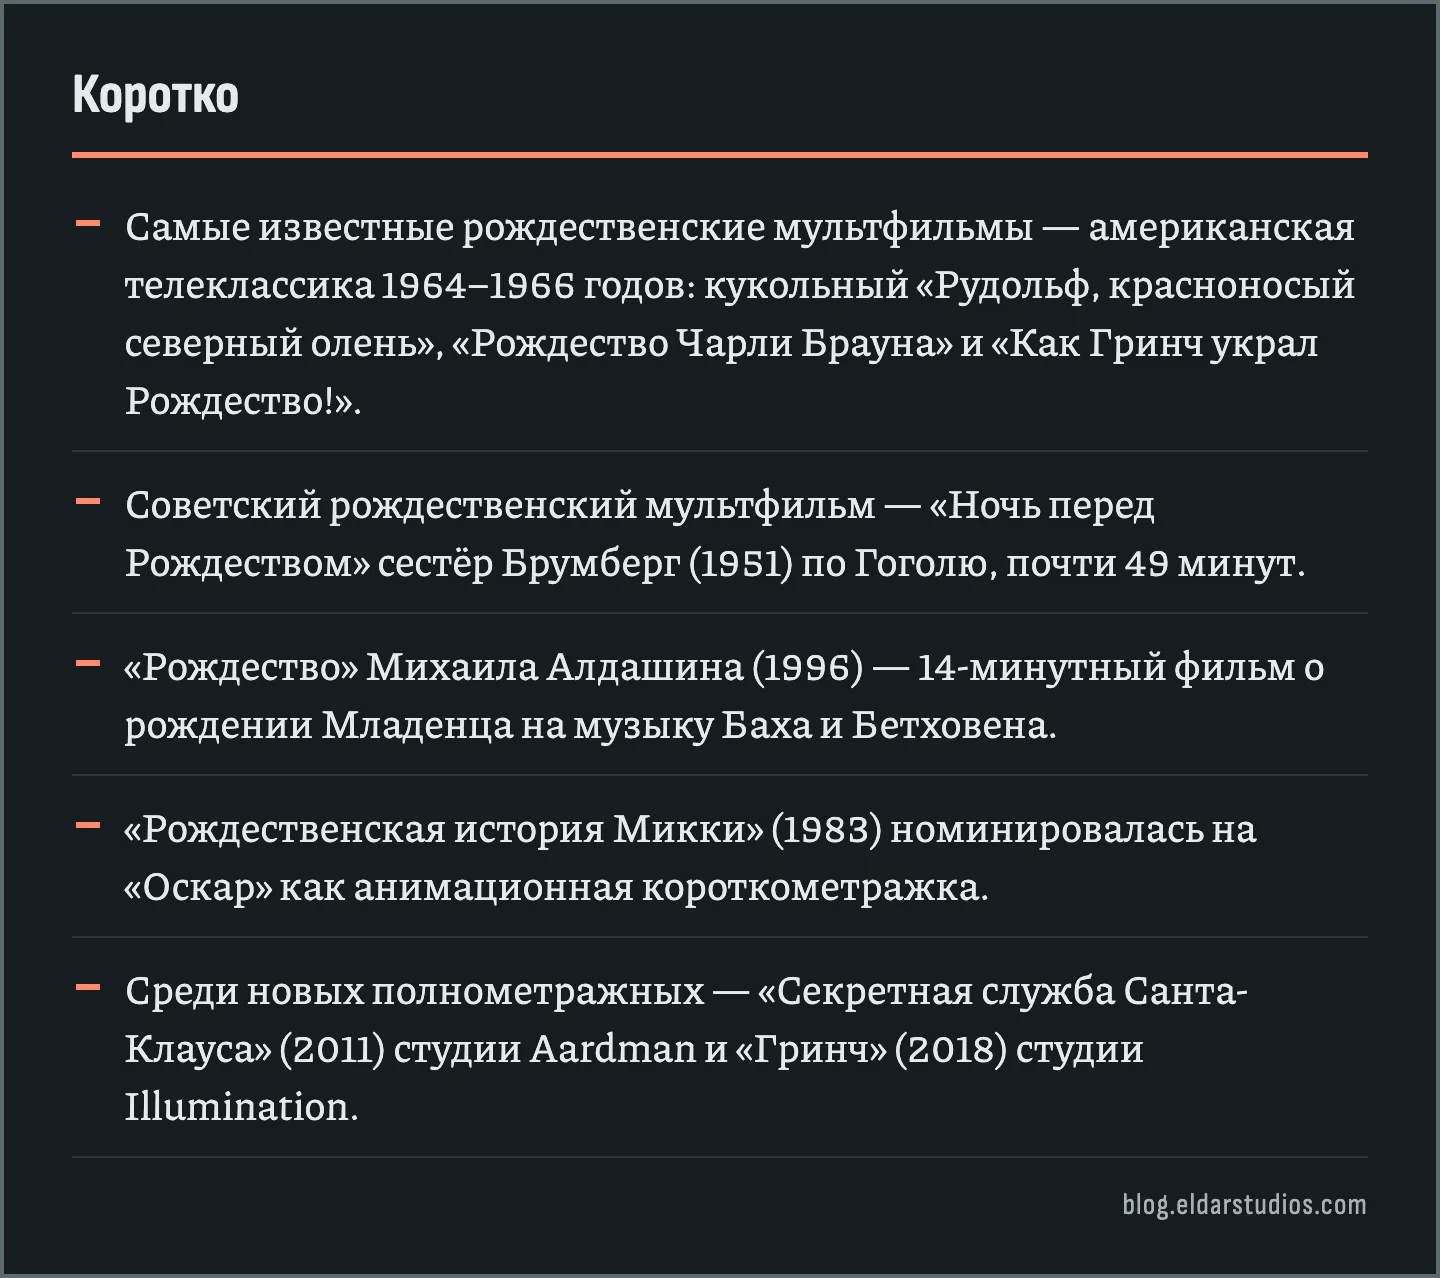 Коротко
Самые известные рождественские мультфильмы — американская
телеклассика 1964–1966 годов: кукольный «Рудольф, красноносый
северный олень», «Рождество Чарли Брауна» и «Как Гринч украл
Рождество!».
Советский рождественский мультфильм — «Ночь перед
Рождеством» сестёр Брумберг (1951) по Гоголю, почти 49 минут.
«Рождество» Михаила Алдашина (1996) — 14-минутный фильм о
рождении Младенца на музыку Баха и Бетховена.
«Рождественская история Микки» (1983) номинировалась на
«Оскар» как анимационная короткометражка.
Среди новых полнометражных — «Секретная служба Санта-
Клауса» (2011) студии Aardman и «Гринч» (2018) студии
Illumination.
blog.eldarstudios.com